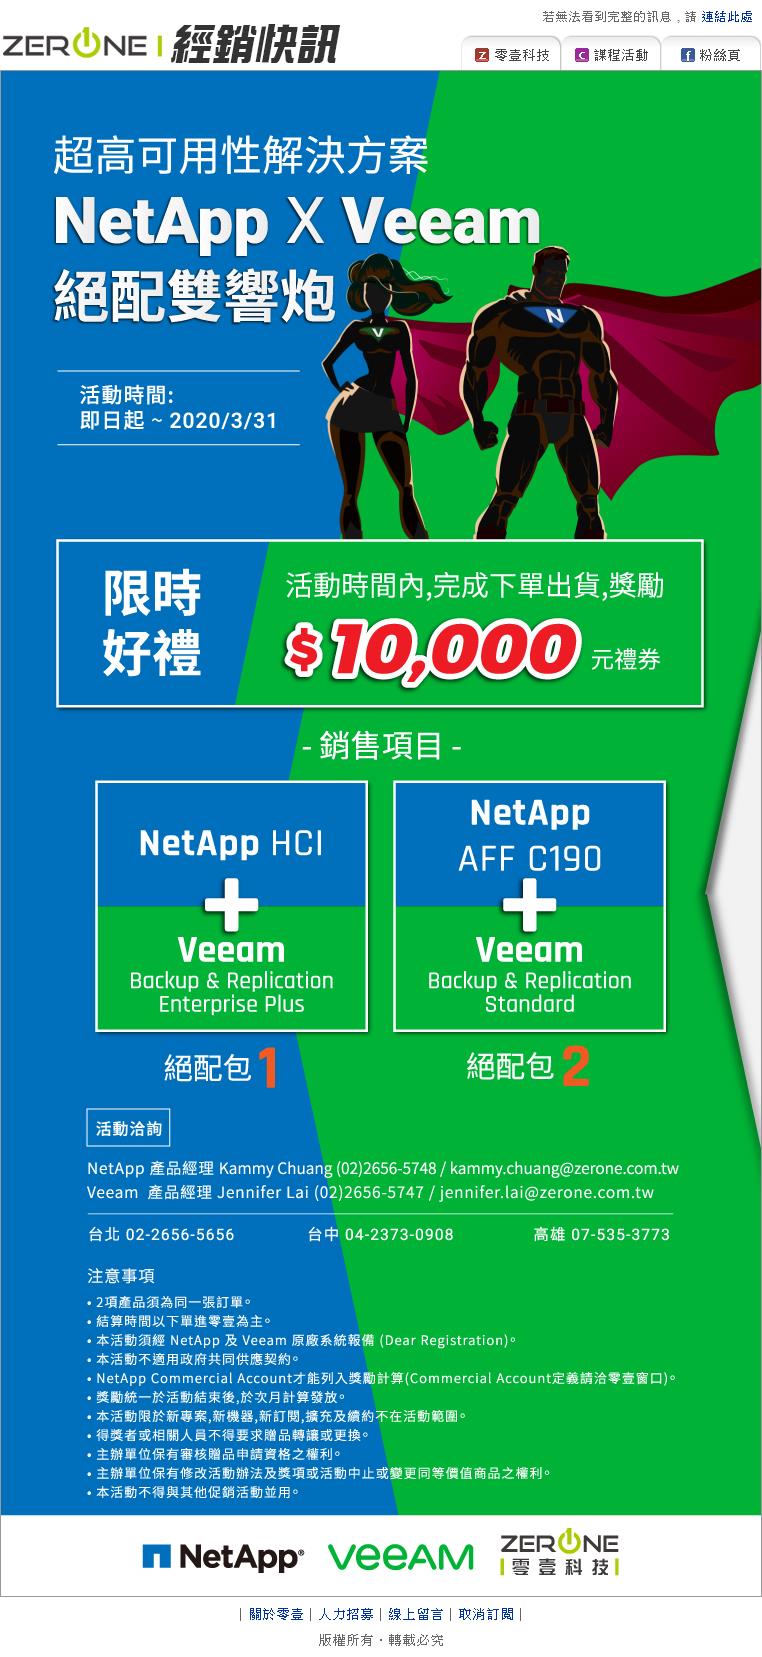 若無法看到完整的訊息，請 連結此處
ZERONE | 經銷快訊
Z 零壹科技 C 課程活動 f 粉絲頁
超高可用性解決方案
NetApp X Veeam
絕配雙響炮
V
N
活動時間:
即日起 ~ 2020/3/31
限時
好禮
活動時間內,完成下單出貨,獎勵
$10,000 元禮券
- 銷售項目 -
NetApp HCI
+
Veeam
Backup & Replication
Enterprise Plus
絕配包1
NetApp
AFF C190
+
Veeam
Backup & Replication
Standard
絕配包2
活動洽詢
NetApp 產品經理 Kammy Chuang (02)2656-5748 / kammy.chuang@zerone.com.tw
Veeam 產品經理 Jennifer Lai (02)2656-5747 / jennifer.lai@zerone.com.tw
台北 02-2656-5656 台中 04-2373-0908 高雄 07-535-3773
注意事項
• 2項產品須為同一張訂單。
• 結算時間以下單進零壹為主。
• 本活動須經 NetApp 及 Veeam 原廠系統報備 (Dear Registration)。
• 本活動不適用政府共同供應契約。
• NetApp Commercial Account才能列入獎勵計算(Commercial Account定義請洽零壹窗口)。
• 獎勵統一於活動結束後,於次月計算發放。
• 本活動限於新專案,新機器,新訂閱,擴充及續約不在活動範圍。
• 得獎者或相關人員不得要求贈品轉讓或更換。
• 主辦單位保有審核贈品申請資格之權利。
• 主辦單位保有修改活動辦法及獎項或活動中止或變更同等價值商品之權利。
• 本活動不得與其他促銷活動並用。
NetApp®
VEEAM
ZERONE
零壹科技
| 關於零壹 | 人力招募 | 線上留言 | 取消訂閱 |
版權所有・轉載必究